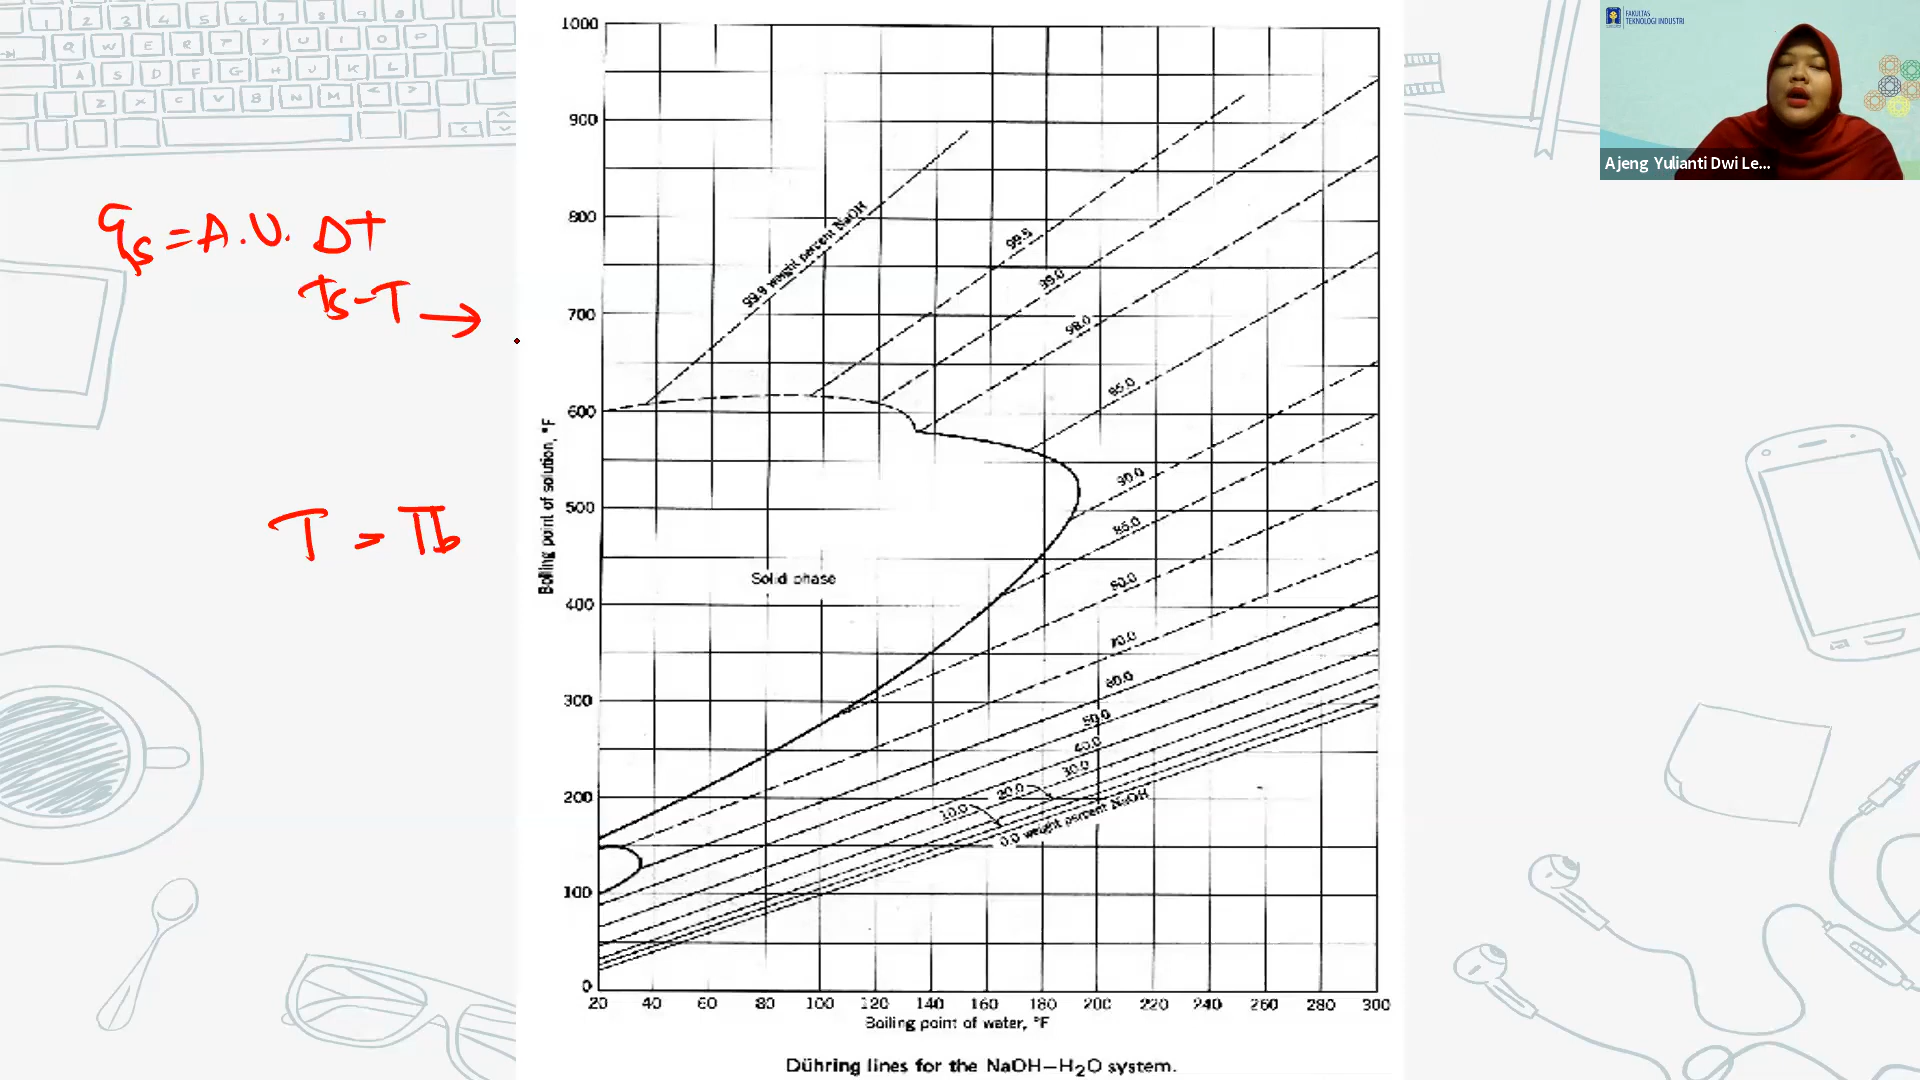 FAKULTAS
TEKNOLOGI INDUSTRI
Ajeng Yulianti Dwi Le...
qs = A.U. ΔT
Ts - T →
T = Tb
1000
900
800
700
600
500
400
300
200
100
0
Boiling point of solution, °F
99.9 weight percent NaOH
99.5
99.0
98.0
95.0
90.0
85.0
80.0
70.0
60.0
50.0
40.0
30.0
20.0
10.0
0.0 weight percent NaOH
Solid phase
20 40 60 80 100 120 140 160 180 200 220 240 260 280 300
Boiling point of water, °F
Dühring lines for the NaOH–H₂O system.